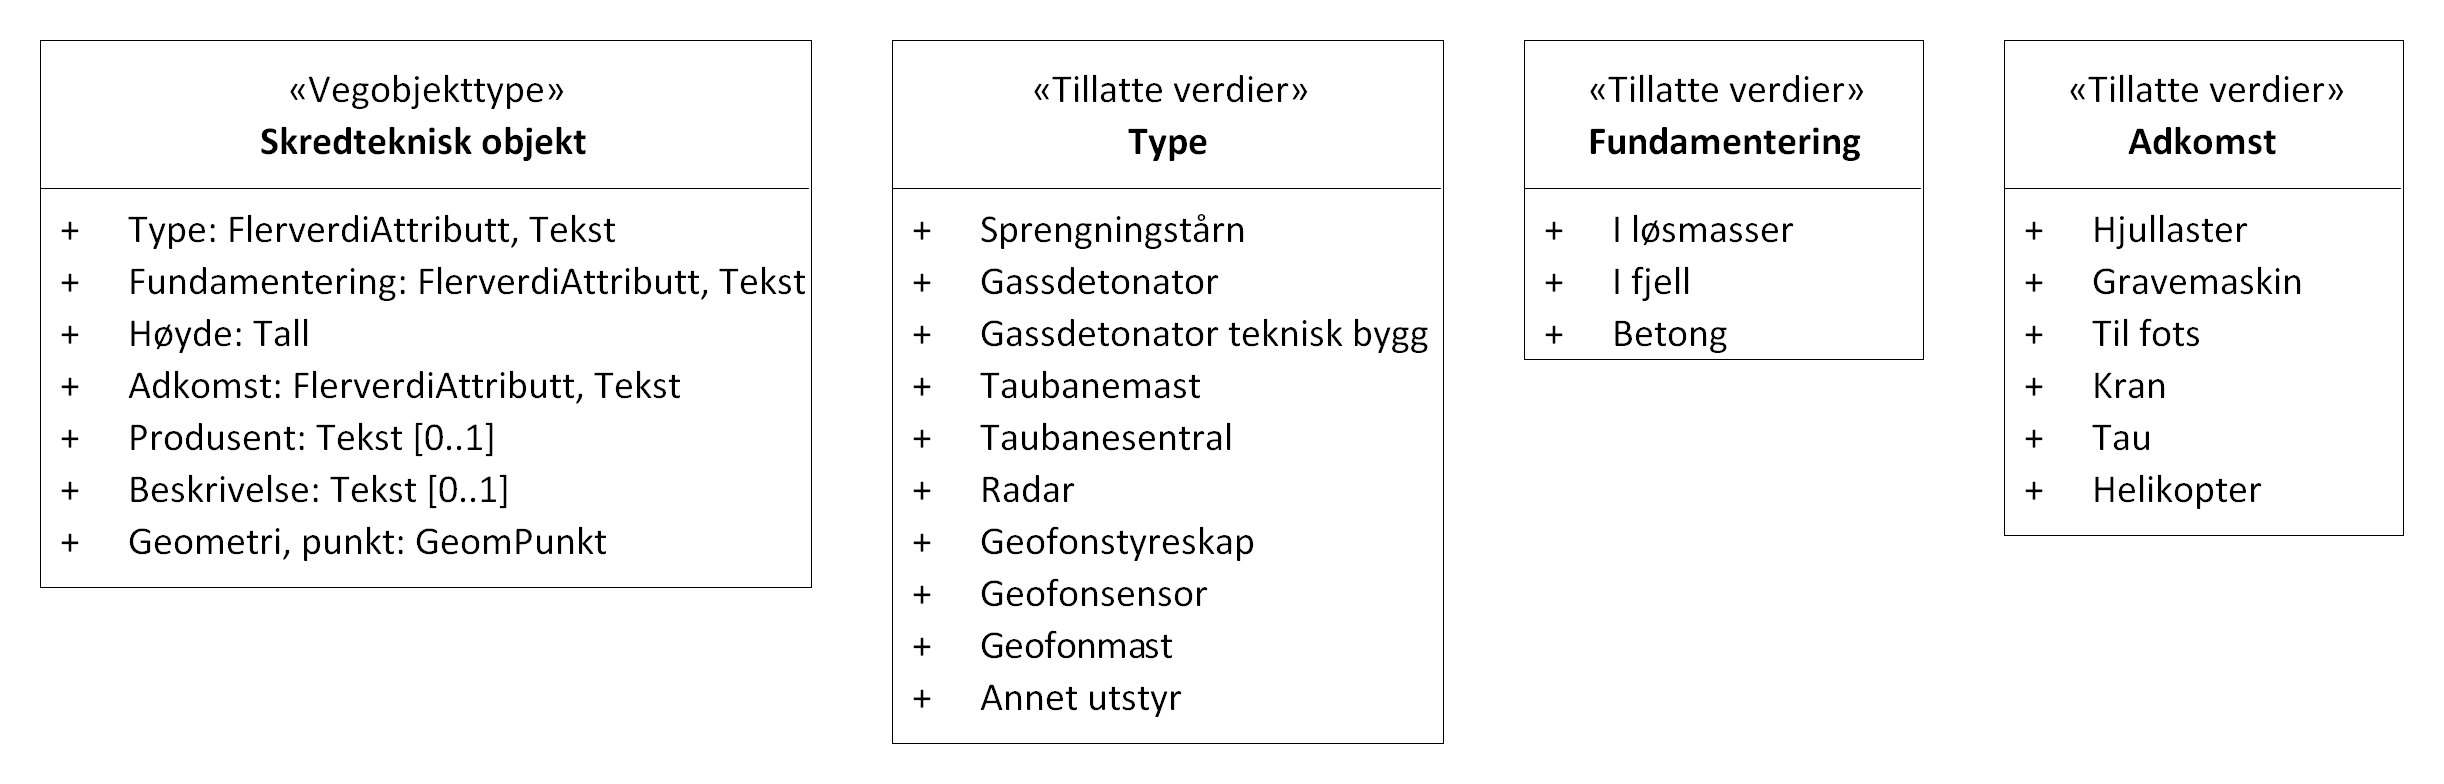 «Vegobjekttype»
Skredteknisk objekt
+ Type: FlerverdiAttributt, Tekst
+ Fundamentering: FlerverdiAttributt, Tekst
+ Høyde: Tall
+ Adkomst: FlerverdiAttributt, Tekst
+ Produsent: Tekst [0..1]
+ Beskrivelse: Tekst [0..1]
+ Geometri, punkt: GeomPunkt
«Tillatte verdier»
Type
+ Sprengningstårn
+ Gassdetonator
+ Gassdetonator teknisk bygg
+ Taubanemast
+ Taubanesentral
+ Radar
+ Geofonstyreskap
+ Geofonsensor
+ Geofonmast
+ Annet utstyr
«Tillatte verdier»
Fundamentering
+ I løsmasser
+ I fjell
+ Betong
«Tillatte verdier»
Adkomst
+ Hjullaster
+ Gravemaskin
+ Til fots
+ Kran
+ Tau
+ Helikopter